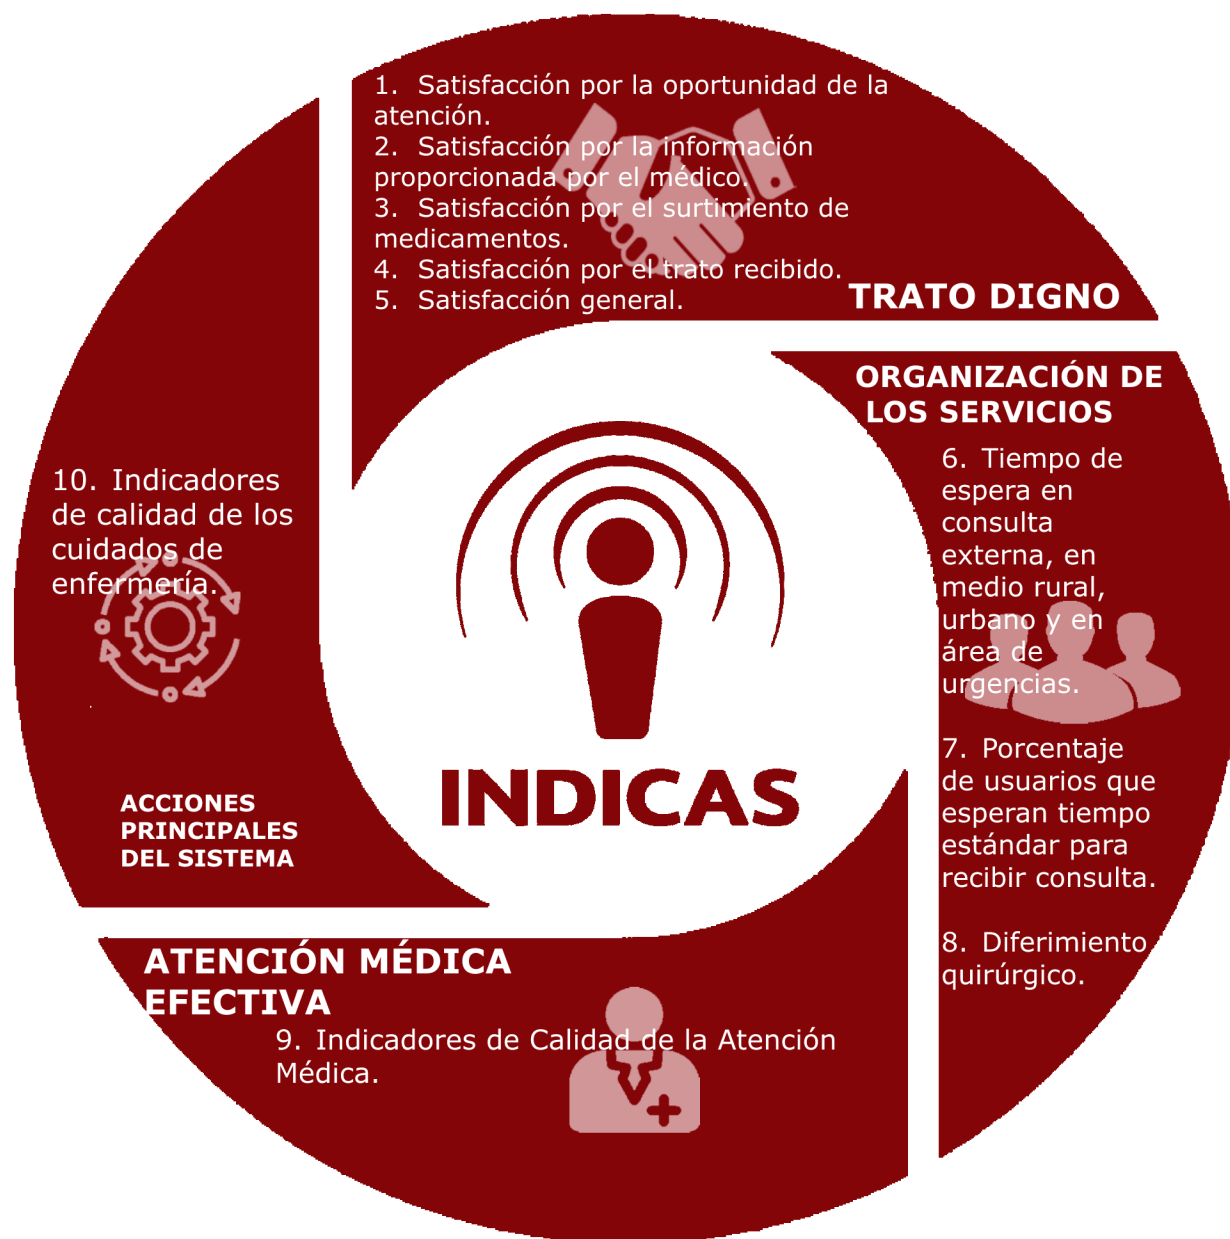 1. Satisfacción por la oportunidad de la
atención.
2. Satisfacción por la información
proporcionada por el médico.
3. Satisfacción por el surtimiento de
medicamentos.
4. Satisfacción por el trato recibido.
5. Satisfacción general.
TRATO DIGNO
ORGANIZACIÓN DE
LOS SERVICIOS
6. Tiempo de
espera en
consulta
externa, en
medio rural,
urbano y en
área de
urgencias.
7. Porcentaje
de usuarios que
esperan tiempo
estándar para
recibir consulta.
8. Diferimiento
quirúrgico.
ATENCIÓN MÉDICA
EFECTIVA
9. Indicadores de Calidad de la Atención
Médica.
10. Indicadores
de calidad de los
cuidados de
enfermería.
ACCIONES
PRINCIPALES
DEL SISTEMA
INDICAS